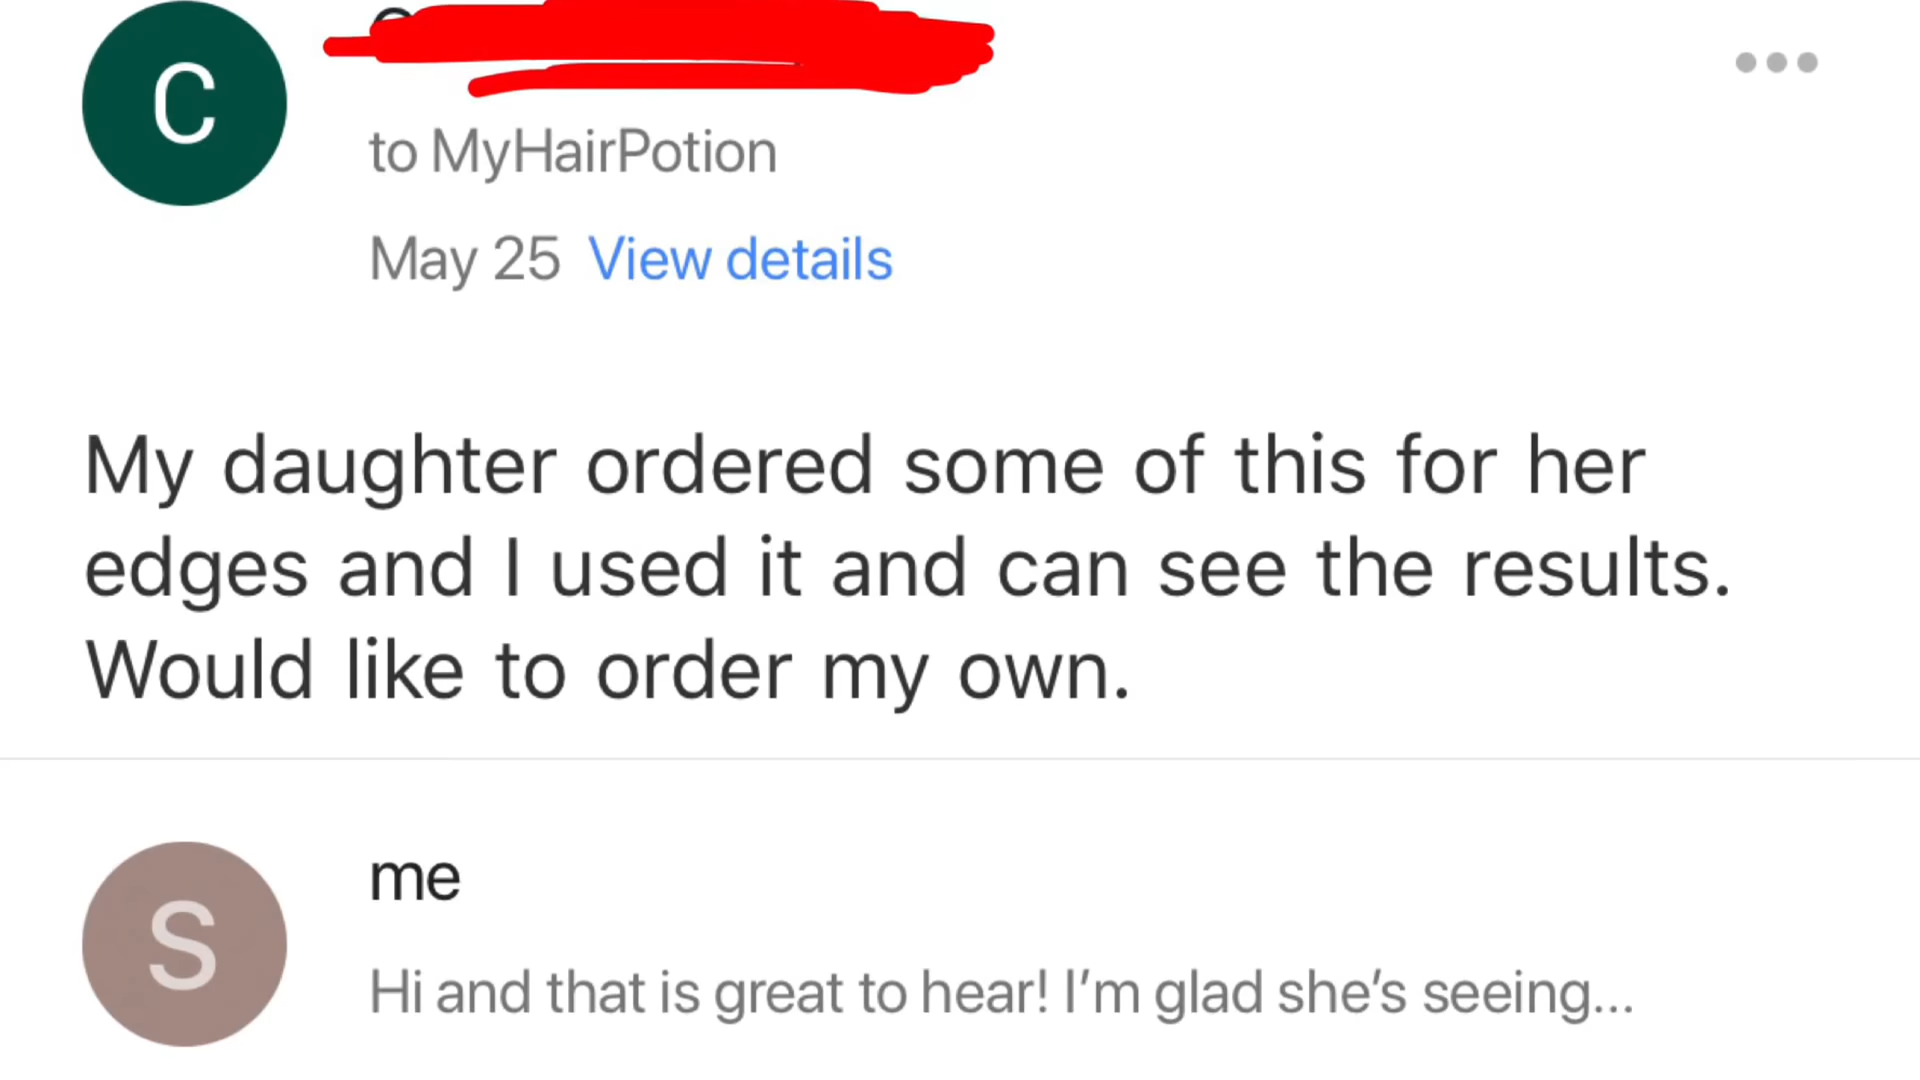 C
to MyHairPotion
May 25 View details
My daughter ordered some of this for her
edges and I used it and can see the results.
Would like to order my own.
S
me
Hi and that is great to hear! I'm glad she's seeing...